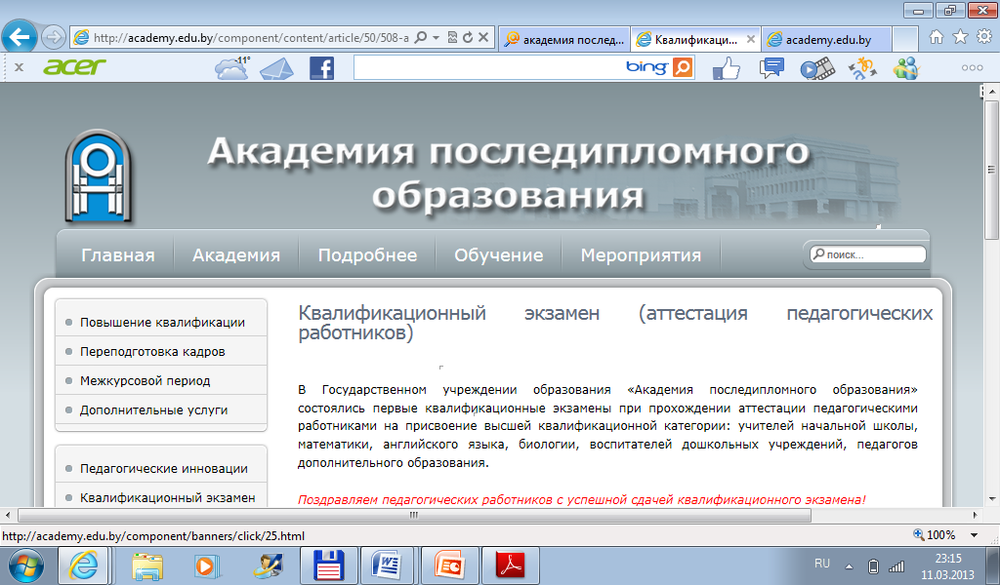 http://academy.edu.by/component/content/article/50/508-a
академия послед...
Квалификаци...
academy.edu.by
acer
11°
bing
Академия последипломного
образования
Главная
Академия
Подробнее
Обучение
Мероприятия
поиск...
Повышение квалификации
Переподготовка кадров
Межкурсовой период
Дополнительные услуги
Педагогические инновации
Квалификационный экзамен
Квалификационный экзамен (аттестация педагогических
работников)
В Государственном учреждении образования «Академия последипломного образования»
состоялись первые квалификационные экзамены при прохождении аттестации педагогическими
работниками на присвоение высшей квалификационной категории: учителей начальной школы,
математики, английского языка, биологии, воспитателей дошкольных учреждений, педагогов
дополнительного образования.
Поздравляем педагогических работников с успешной сдачей квалификационного экзамена!
http://academy.edu.by/component/banners/click/25.html
100%
RU
23:15
11.03.2013